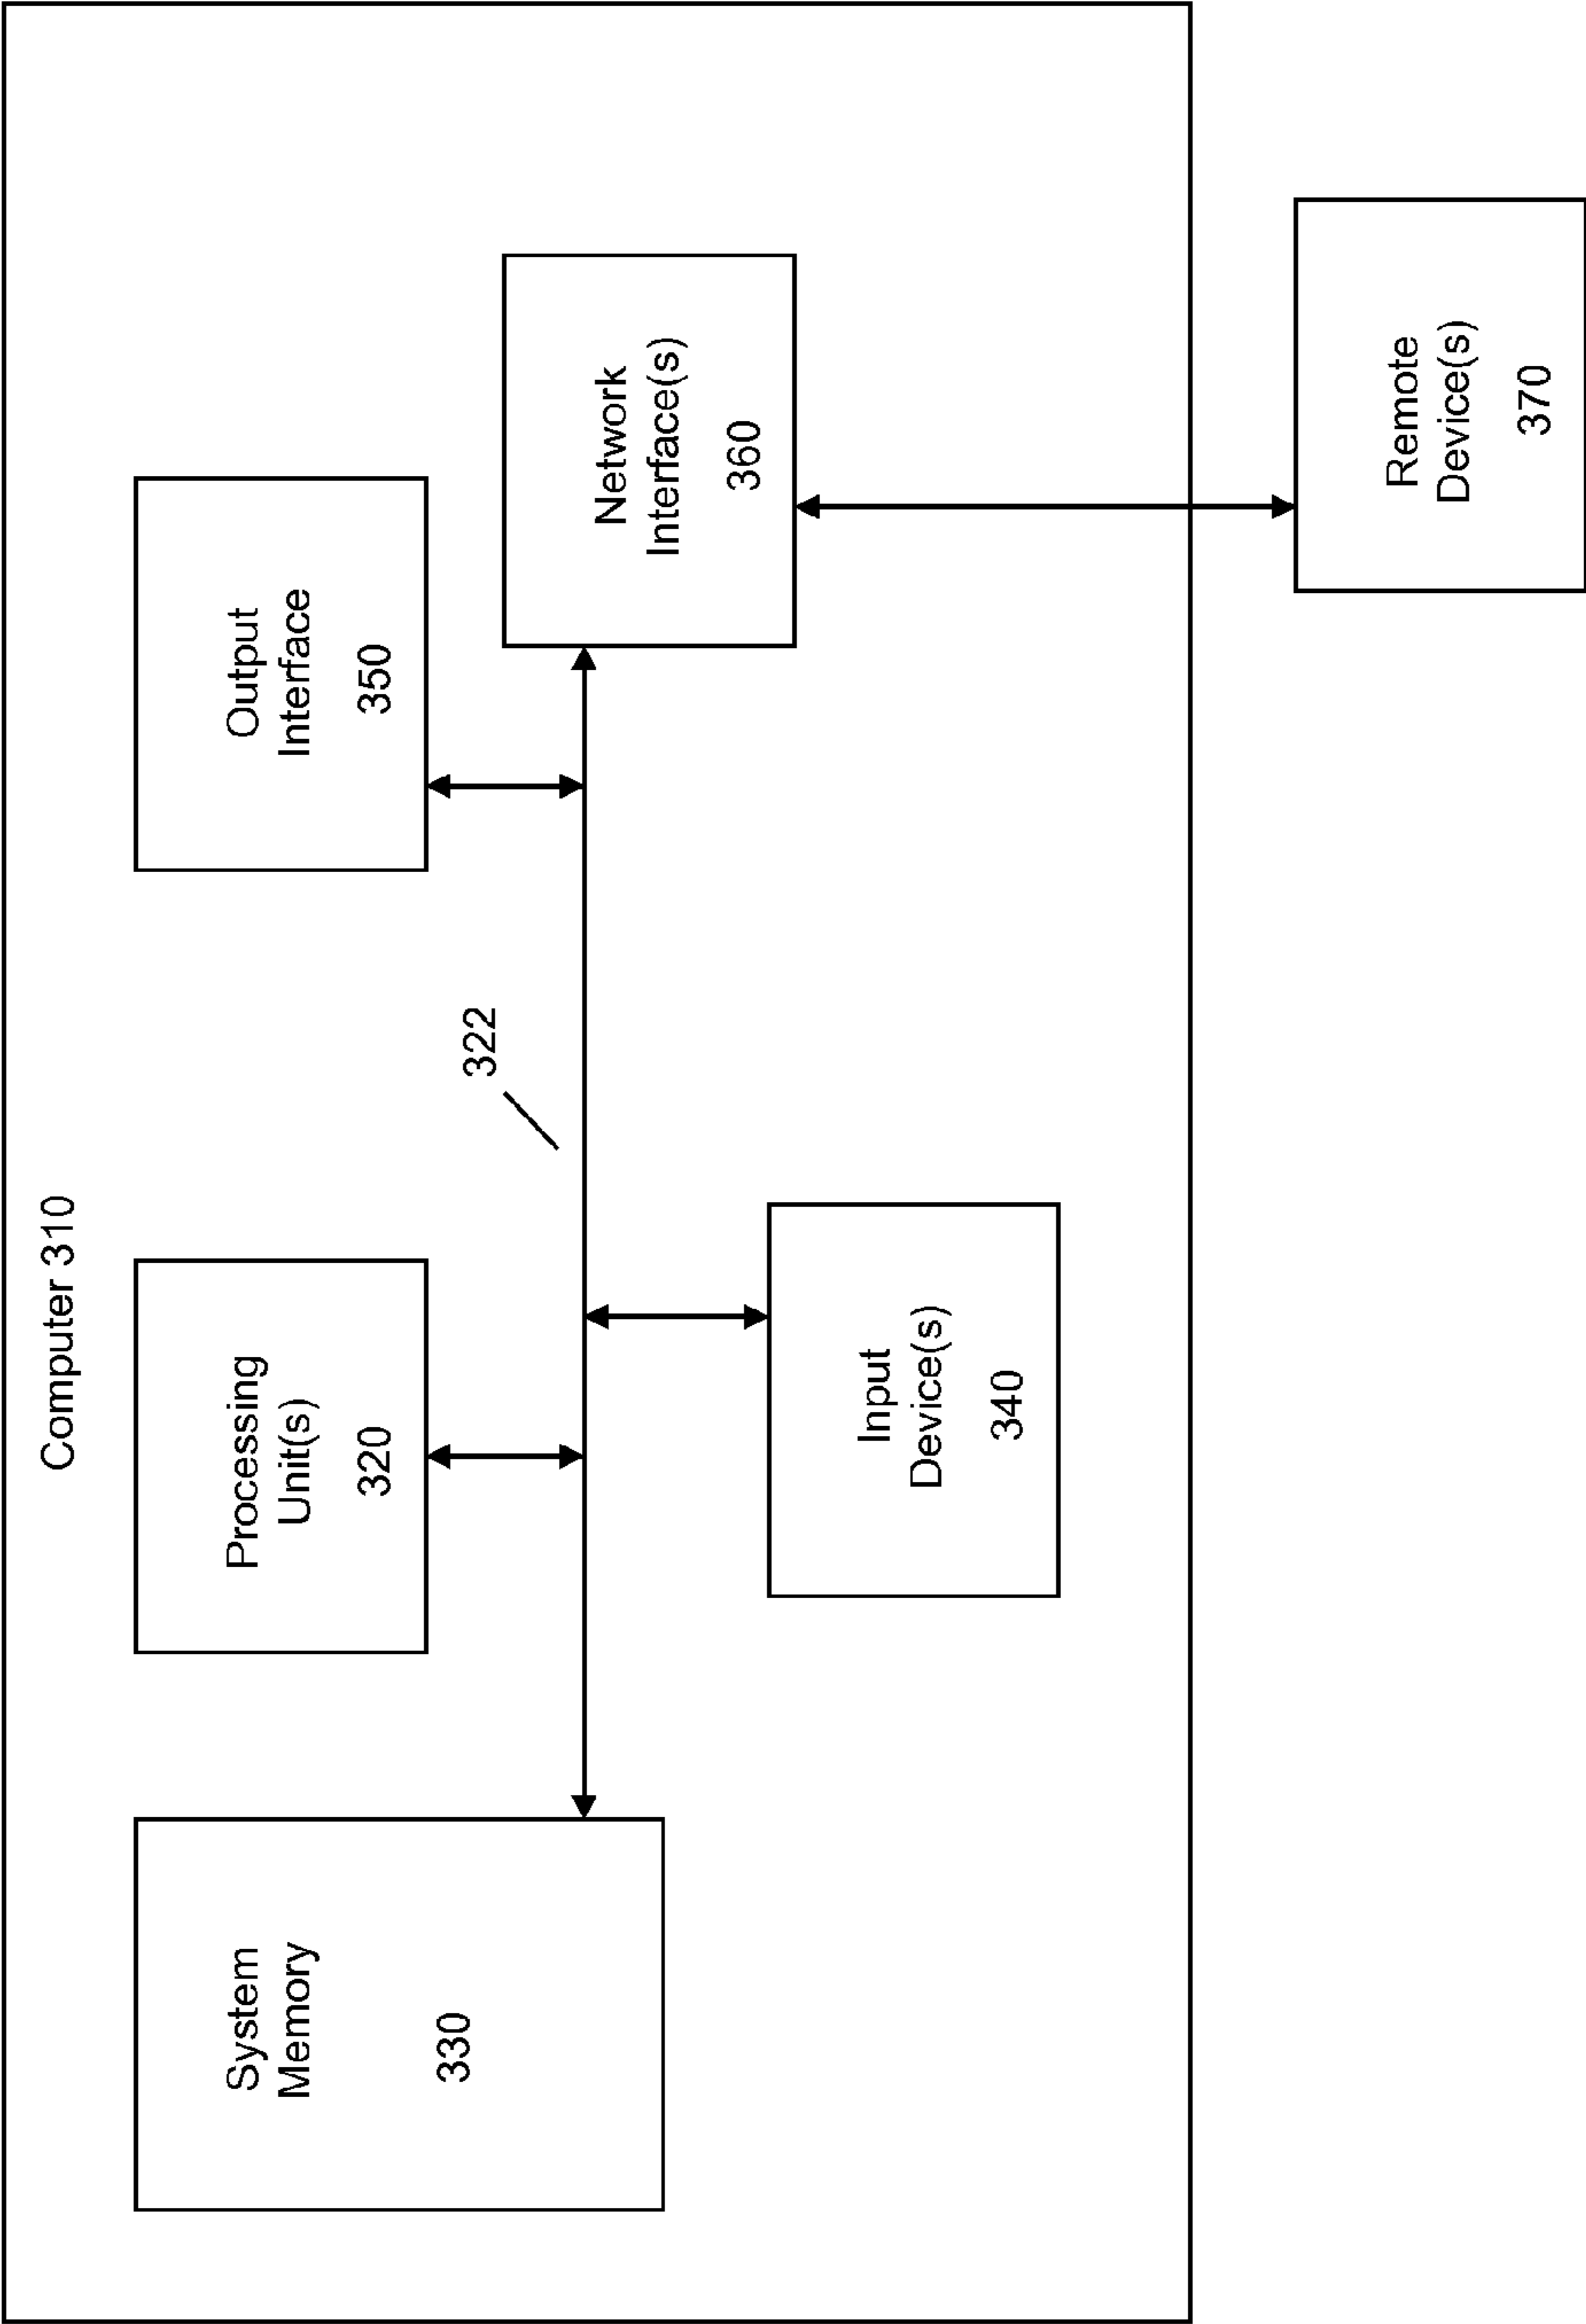 Computer 310
System
Memory
330
Processing
Unit(s)
320
Output
Interface
350
322
Network
Interface(s)
360
Input
Device(s)
340
Remote
Device(s)
370